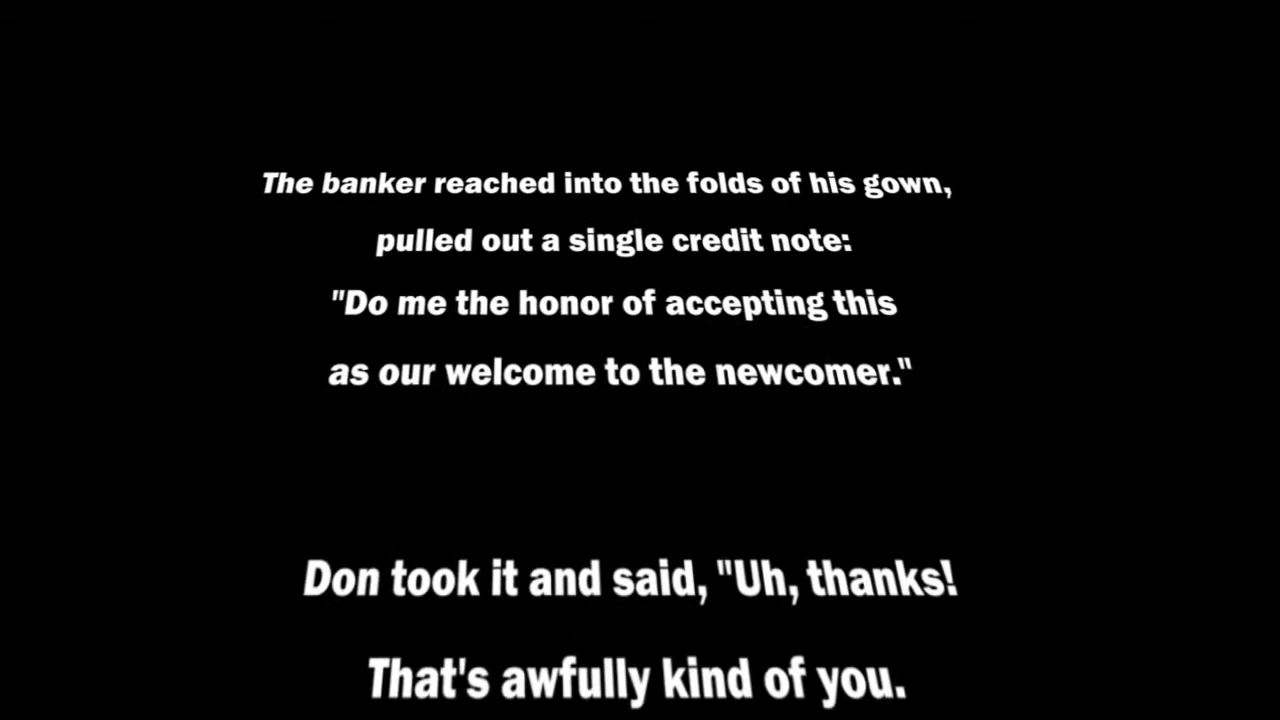 The banker reached into the folds of his gown,
pulled out a single credit note:
"Do me the honor of accepting this
as our welcome to the newcomer."
Don took it and said, "Uh, thanks!
That's awfully kind of you.